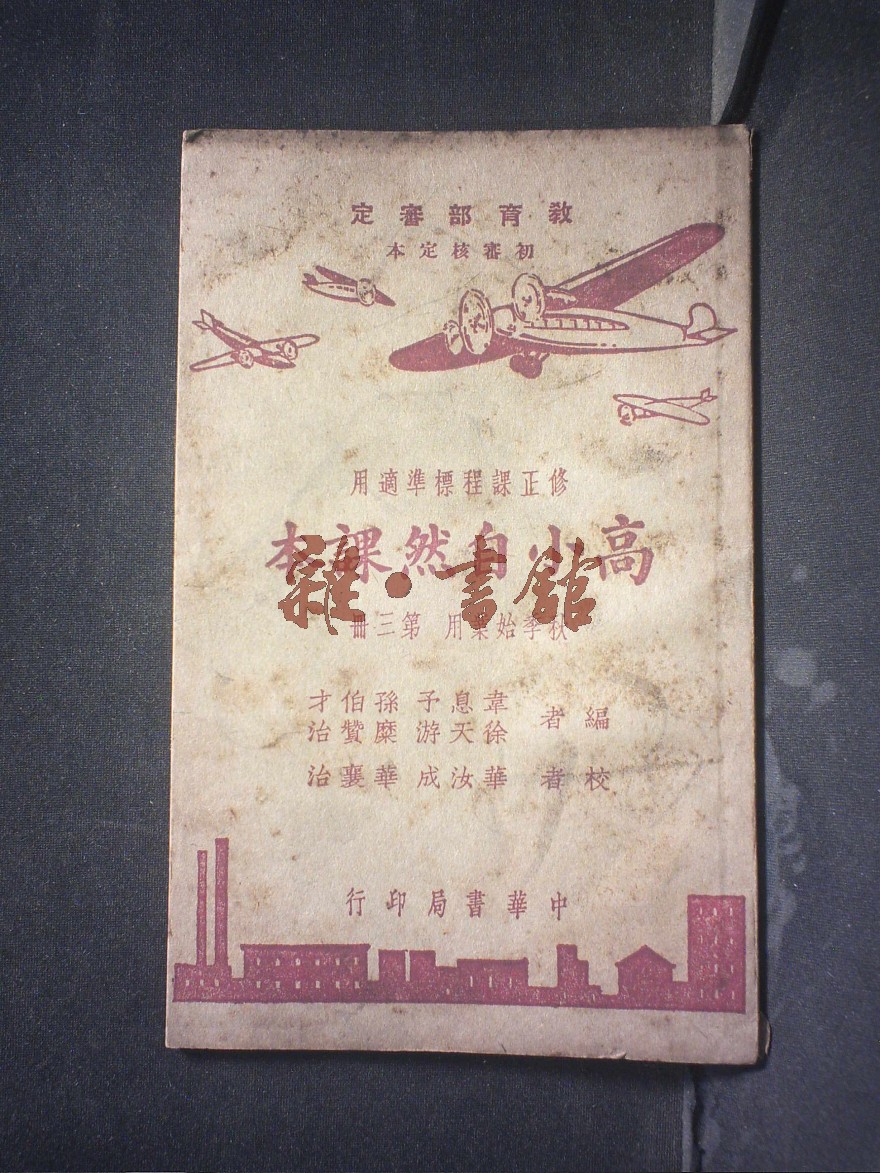 教育部審定
初審核定本
修正課程標準適用
高小自然課本
秋季始業用 第三冊
編者 韋息予 孫伯才
徐天游 糜贊治
校者 華汝成 華襄治
中華書局印行
雜·書館